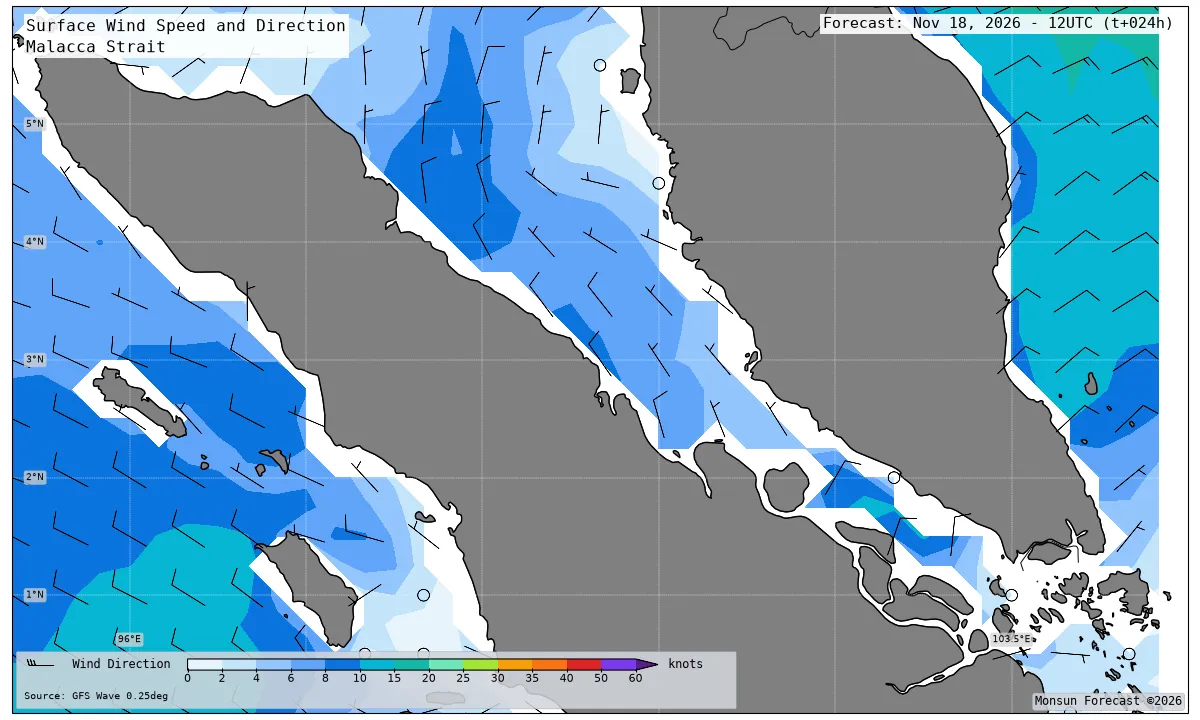 Surface Wind Speed and Direction
Malacca Strait
Forecast: Nov 18, 2026 - 12UTC (t+024h)
5°N
4°N
3°N
2°N
1°N
96°E
103.5°E
Wind Direction
knots
0 2 4 6 8 10 15 20 25 30 35 40 50 60
Source: GFS Wave 0.25deg
Monsun Forecast ©2026